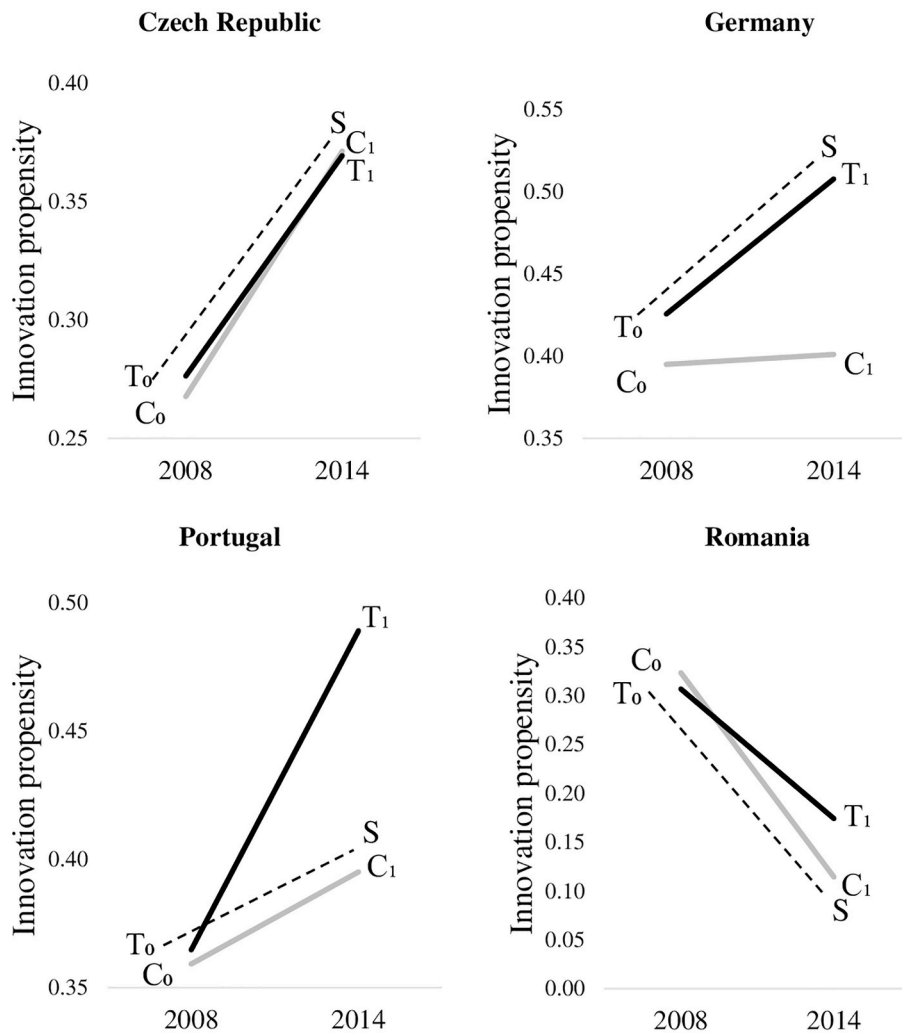 Czech Republic
Innovation propensity
0.40
0.35
0.30
0.25
S
C₁
T₁
T₀
C₀
2008 2014
Germany
Innovation propensity
0.55
0.50
0.45
0.40
0.35
S
T₁
T₀
C₀
C₁
2008 2014
Portugal
Innovation propensity
0.50
0.45
0.40
0.35
T₁
S
C₁
T₀
C₀
2008 2014
Romania
Innovation propensity
0.40
0.35
0.30
0.25
0.20
0.15
0.10
0.05
0.00
C₀
T₀
T₁
C₁
S
2008 2014